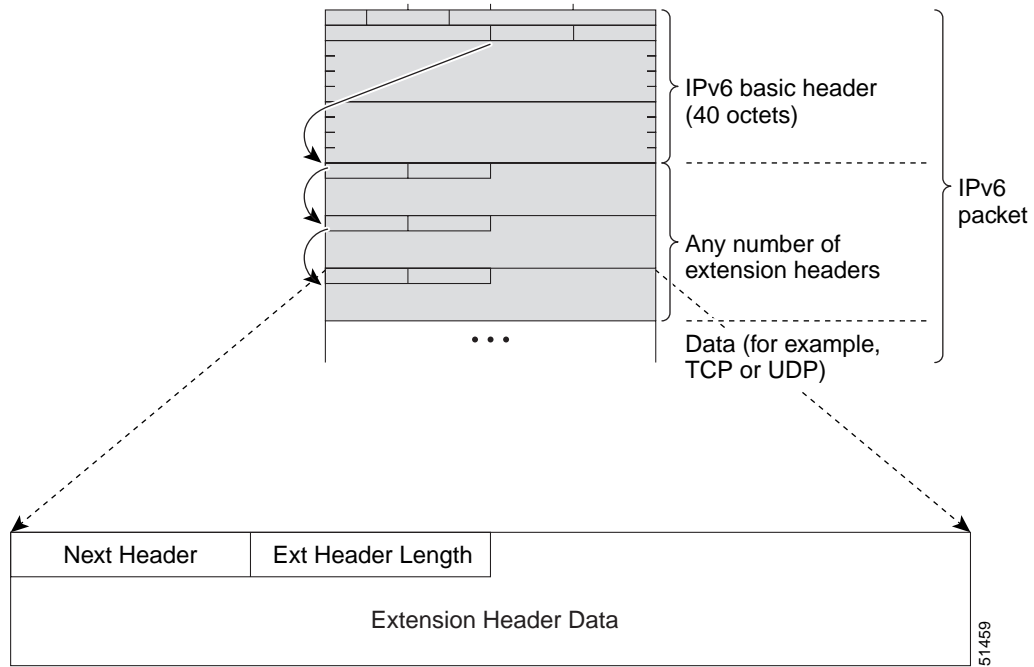 IPv6 basic header
(40 octets)
IPv6
packet
Any number of
extension headers
Data (for example,
TCP or UDP)
Next Header
Ext Header Length
Extension Header Data
51459